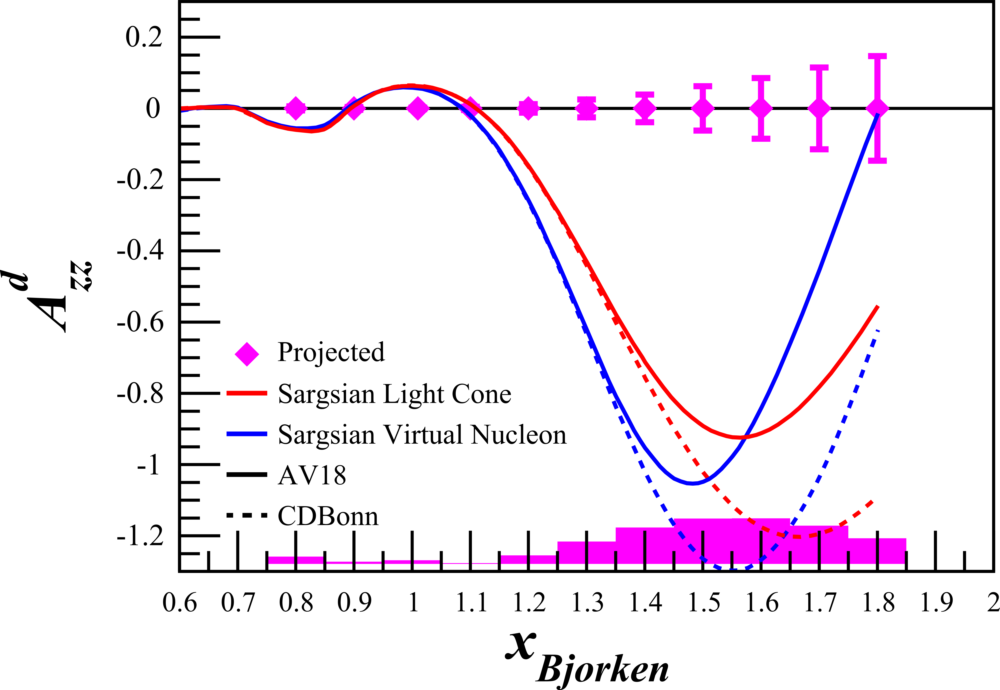 0.2
0
-0.2
-0.4
-0.6
-0.8
-1
-1.2
A^d_zz
Projected
Sargsian Light Cone
Sargsian Virtual Nucleon
AV18
CDBonn
0.6 0.7 0.8 0.9 1 1.1 1.2 1.3 1.4 1.5 1.6 1.7 1.8 1.9 2
x_Bjorken